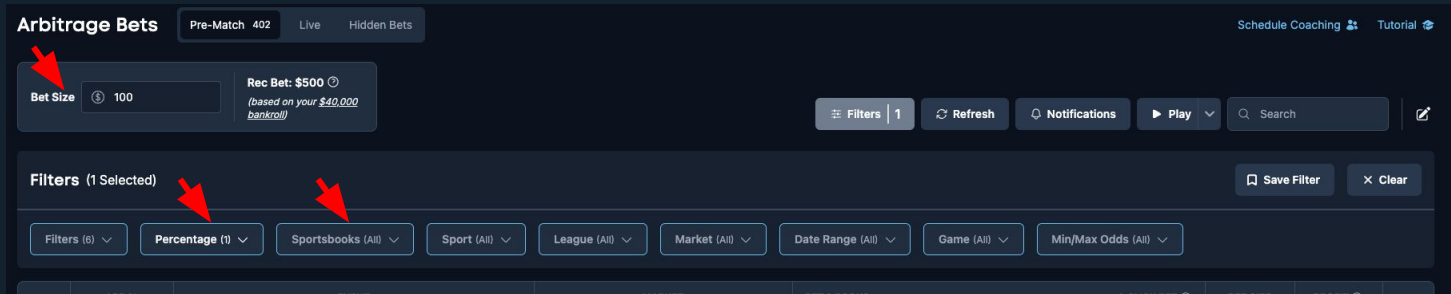 Arbitrage Bets
Pre-Match 402
Live
Hidden Bets
Schedule Coaching
Tutorial
Bet Size
$ 100
Rec Bet: $500 ?
(based on your $40,000
bankroll)
Filters 1
Refresh
Notifications
Play
Search
Filters (1 Selected)
Save Filter
× Clear
Filters (6)
Percentage (1)
Sportsbooks (All)
Sport (All)
League (All)
Market (All)
Date Range (All)
Game (All)
Min/Max Odds (All)